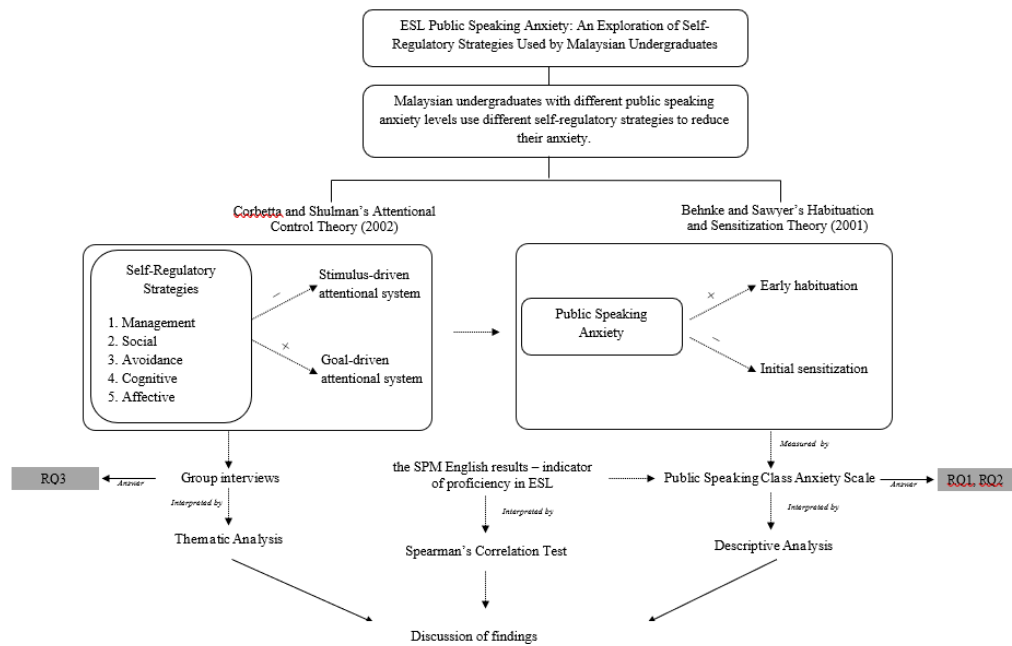 ESL Public Speaking Anxiety: An Exploration of Self-
Regulatory Strategies Used by Malaysian Undergraduates
Malaysian undergraduates with different public speaking
anxiety levels use different self-regulatory strategies to reduce
their anxiety.
Corbetta and Shulman's Attentional
Control Theory (2002)
Behnke and Sawyer's Habituation
and Sensitization Theory (2001)
Self-Regulatory
Strategies
1. Management
2. Social
3. Avoidance
4. Cognitive
5. Affective
–
Stimulus-driven
attentional system
+
Goal-driven
attentional system
Public Speaking
Anxiety
+
Early habituation
–
Initial sensitization
Measured by
RQ3
Answer
Group interviews
the SPM English results – indicator
of proficiency in ESL
Public Speaking Class Anxiety Scale
Answer
RQ1, RQ2
Interprated by
Interpreted by
Interpreted by
Thematic Analysis
Spearman's Correlation Test
Descriptive Analysis
Discussion of findings